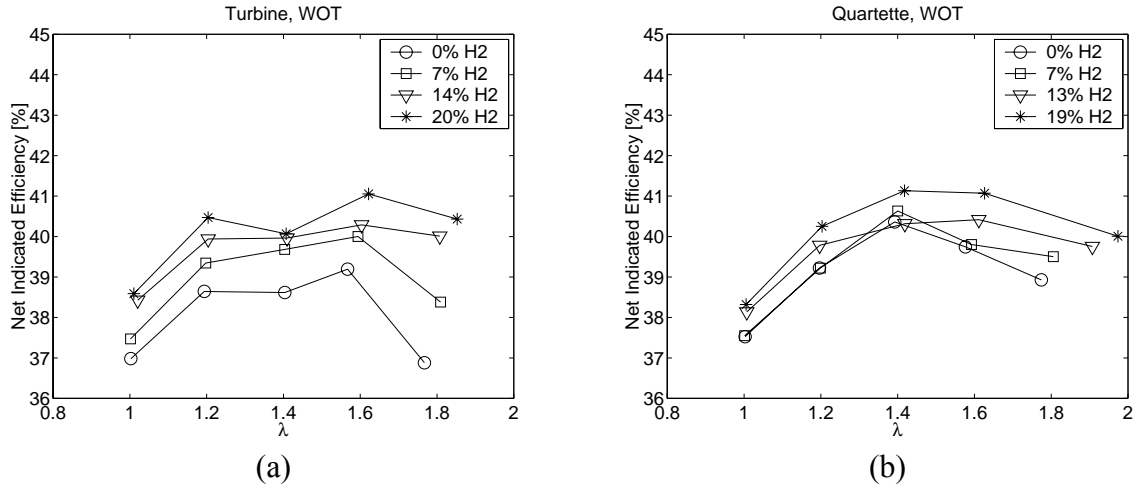 Turbine, WOT
Net Indicated Efficiency [%]
45
44
43
42
41
40
39
38
37
36
0.8
1
1.2
1.4
1.6
1.8
2
λ
0% H2
7% H2
14% H2
20% H2
(a)
Quartette, WOT
Net Indicated Efficiency [%]
45
44
43
42
41
40
39
38
37
36
0.8
1
1.2
1.4
1.6
1.8
2
λ
0% H2
7% H2
13% H2
19% H2
(b)